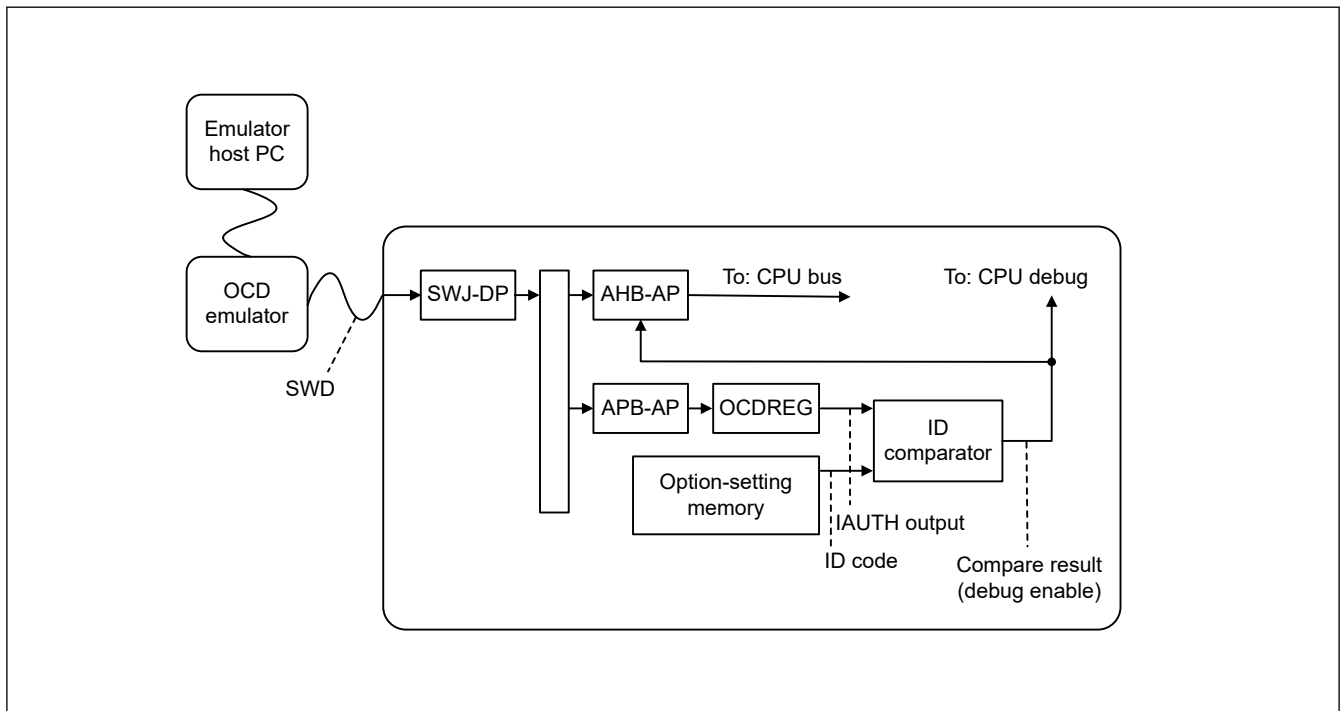 Emulator
host PC
OCD
emulator
SWD
SWJ-DP
AHB-AP
To: CPU bus
To: CPU debug
APB-AP
OCDREG
ID
comparator
Option-setting
memory
IAUTH output
ID code
Compare result
(debug enable)